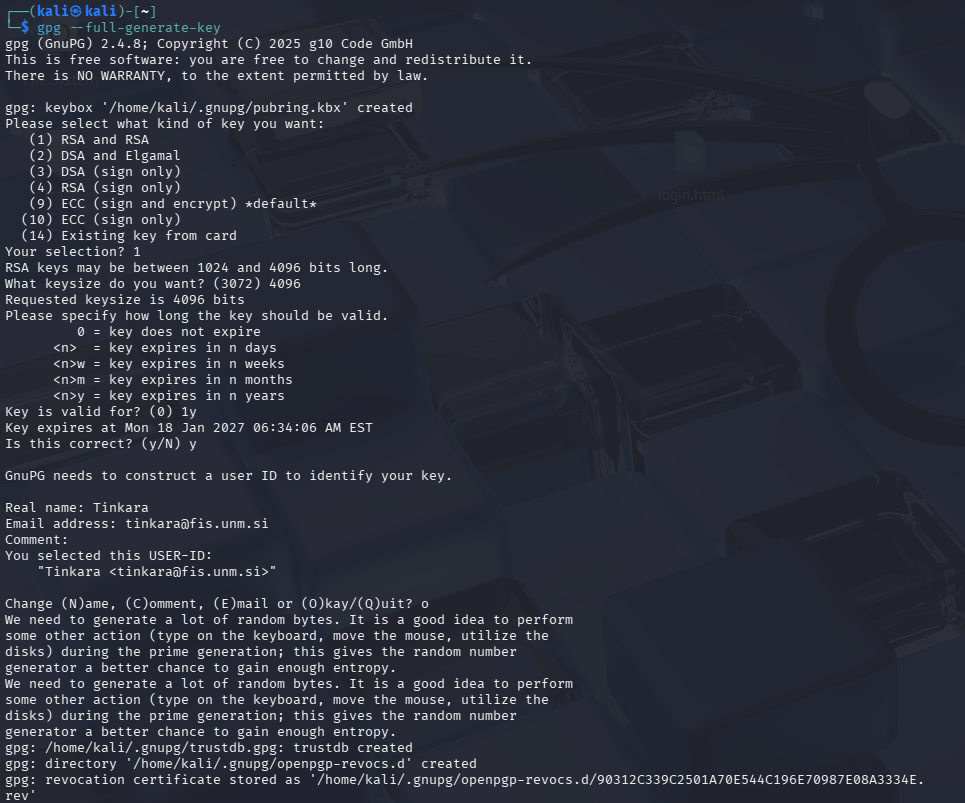 ┌──(kali㉿kali)-[~]
└─$ gpg --full-generate-key
gpg (GnuPG) 2.4.8; Copyright (C) 2025 g10 Code GmbH
This is free software: you are free to change and redistribute it.
There is NO WARRANTY, to the extent permitted by law.

gpg: keybox '/home/kali/.gnupg/pubring.kbx' created
Please select what kind of key you want:
   (1) RSA and RSA
   (2) DSA and Elgamal
   (3) DSA (sign only)
   (4) RSA (sign only)
   (9) ECC (sign and encrypt) *default*
  (10) ECC (sign only)
  (14) Existing key from card
Your selection? 1
RSA keys may be between 1024 and 4096 bits long.
What keysize do you want? (3072) 4096
Requested keysize is 4096 bits
Please specify how long the key should be valid.
         0 = key does not expire
      <n>  = key expires in n days
      <n>w = key expires in n weeks
      <n>m = key expires in n months
      <n>y = key expires in n years
Key is valid for? (0) 1y
Key expires at Mon 18 Jan 2027 06:34:06 AM EST
Is this correct? (y/N) y

GnuPG needs to construct a user ID to identify your key.

Real name: Tinkara
Email address: tinkara@fis.unm.si
Comment:
You selected this USER-ID:
    "Tinkara <tinkara@fis.unm.si>"

Change (N)ame, (C)omment, (E)mail or (O)kay/(Q)uit? o
We need to generate a lot of random bytes. It is a good idea to perform
some other action (type on the keyboard, move the mouse, utilize the
disks) during the prime generation; this gives the random number
generator a better chance to gain enough entropy.
We need to generate a lot of random bytes. It is a good idea to perform
some other action (type on the keyboard, move the mouse, utilize the
disks) during the prime generation; this gives the random number
generator a better chance to gain enough entropy.
gpg: /home/kali/.gnupg/trustdb.gpg: trustdb created
gpg: directory '/home/kali/.gnupg/openpgp-revocs.d' created
gpg: revocation certificate stored as '/home/kali/.gnupg/openpgp-revocs.d/90312C339C2501A70E544C196E70987E08A3334E.
rev'
login.html